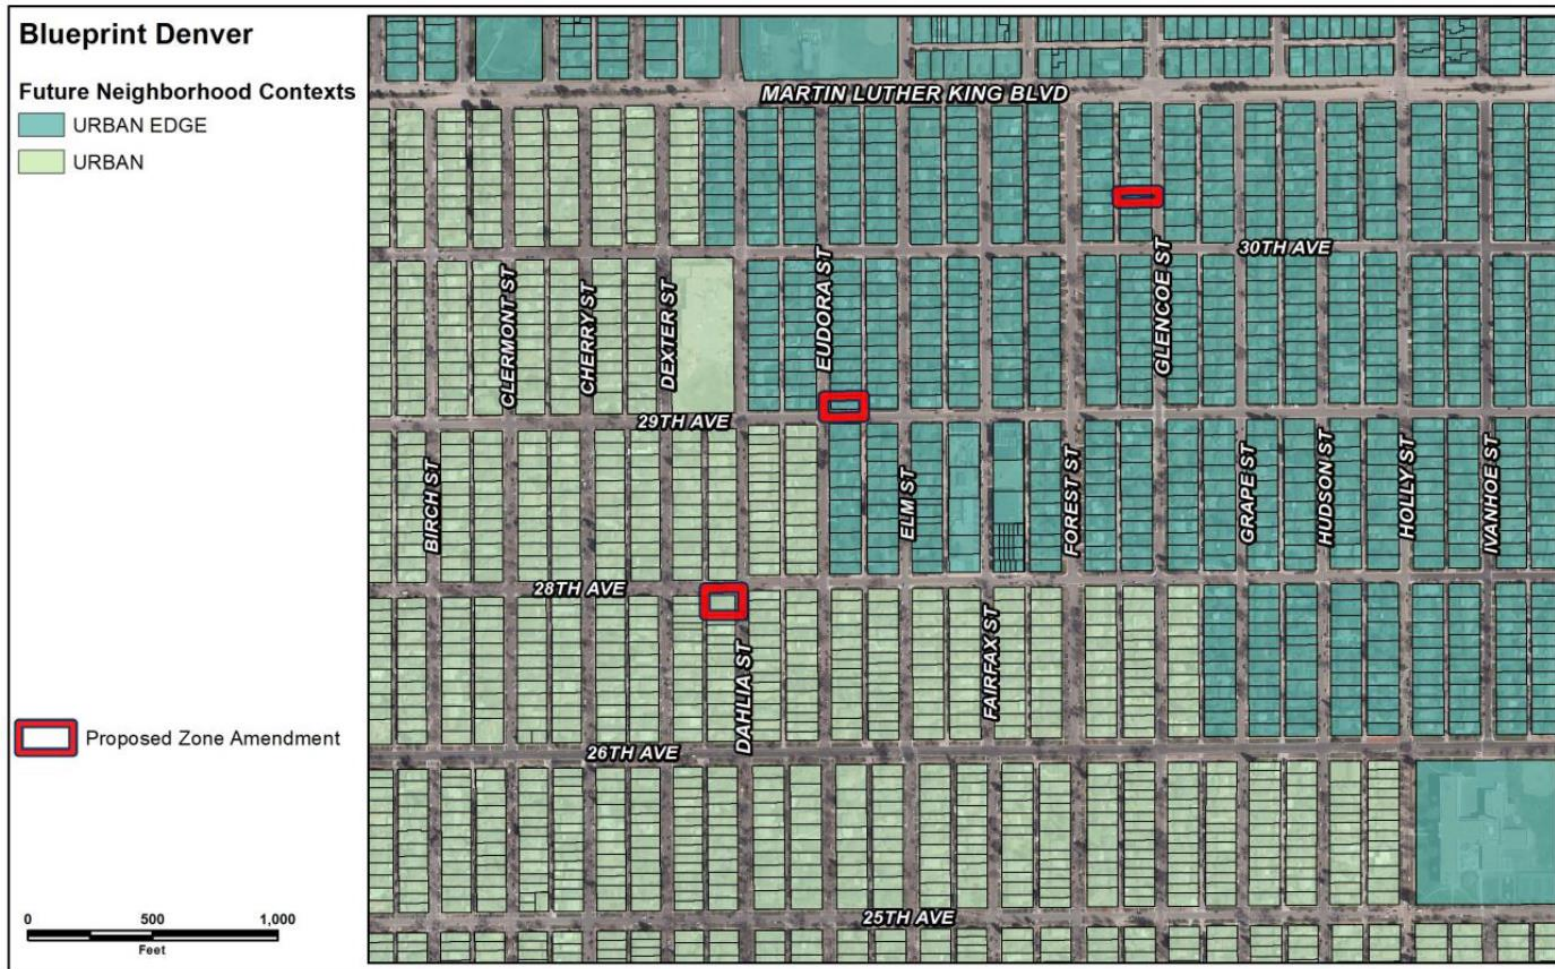 Blueprint Denver
Future Neighborhood Contexts
URBAN EDGE
URBAN
Proposed Zone Amendment
0 500 1,000
Feet
MARTIN LUTHER KING BLVD
30TH AVE
CLERMONT ST
CHERRY ST
DEXTER ST
EUDORA ST
GLENCOE ST
29TH AVE
BIRCH ST
ELM ST
FOREST ST
GRAPE ST
HUDSON ST
HOLLY ST
IVANHOE ST
28TH AVE
DAHLIA ST
FAIRFAX ST
26TH AVE
25TH AVE